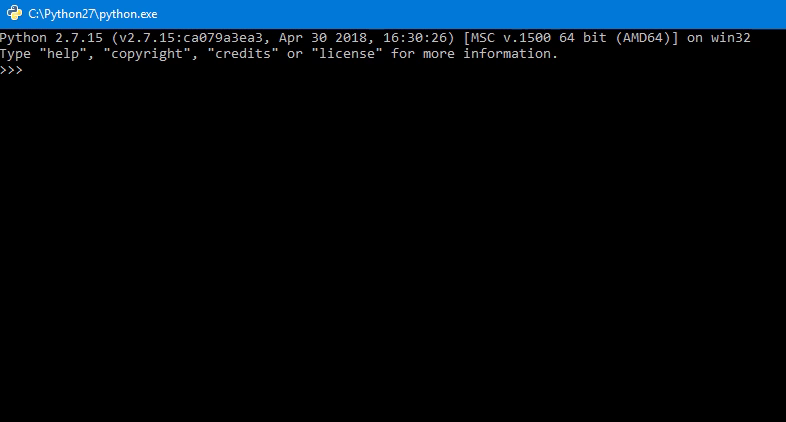 C:\Python27\python.exe
Python 2.7.15 (v2.7.15:ca079a3ea3, Apr 30 2018, 16:30:26) [MSC v.1500 64 bit (AMD64)] on win32
Type "help", "copyright", "credits" or "license" for more information.
>>>